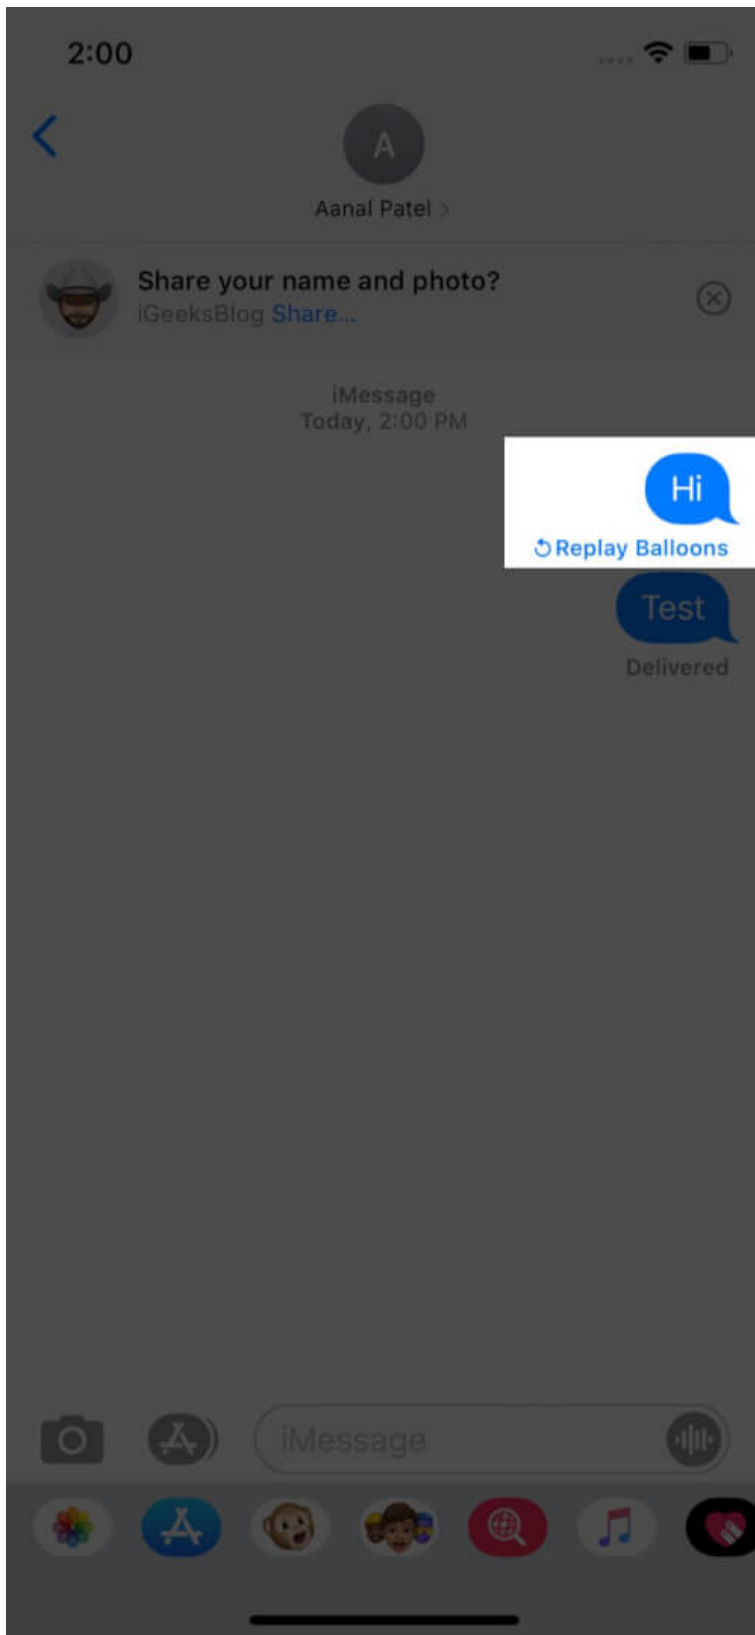 2:00
A
Aanal Patel >
Share your name and photo?
iGeeksBlog Share...
iMessage
Today, 2:00 PM
Hi
Replay Balloons
Test
Delivered
iMessage